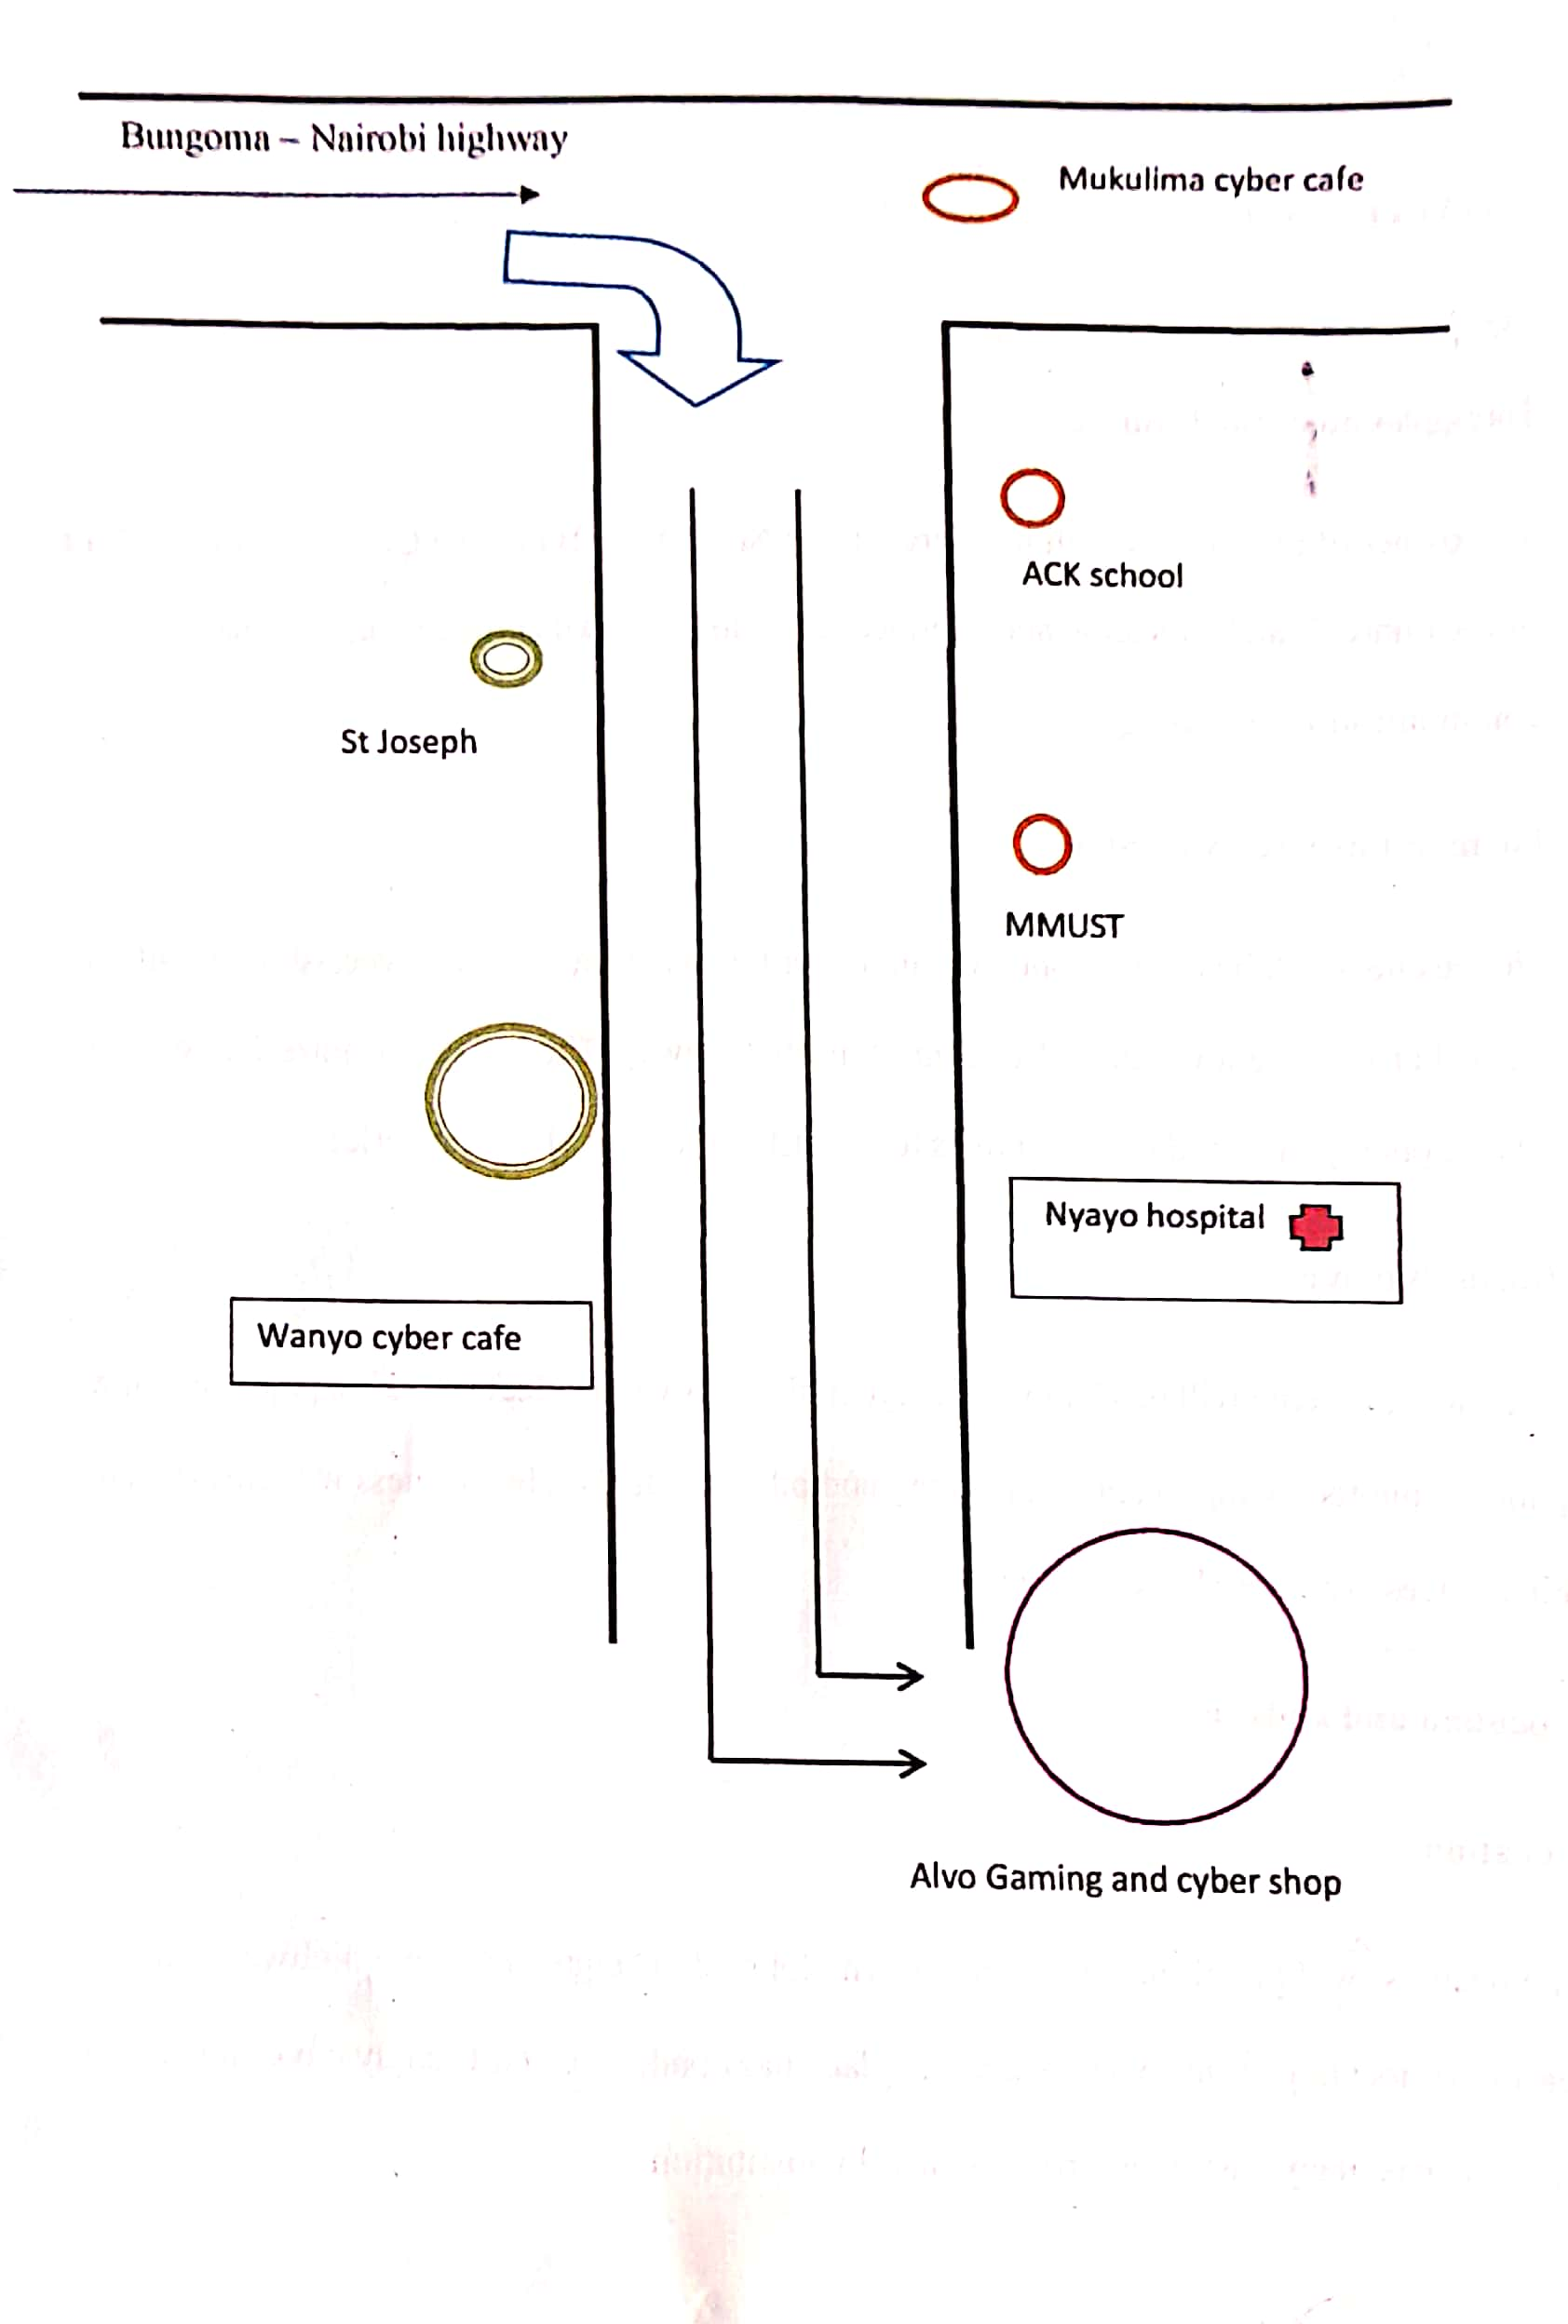 Bungoma – Nairobi highway
Mukulima cyber cafe
ACK school
St Joseph
MMUST
Nyayo hospital
Wanyo cyber cafe
Alvo Gaming and cyber shop